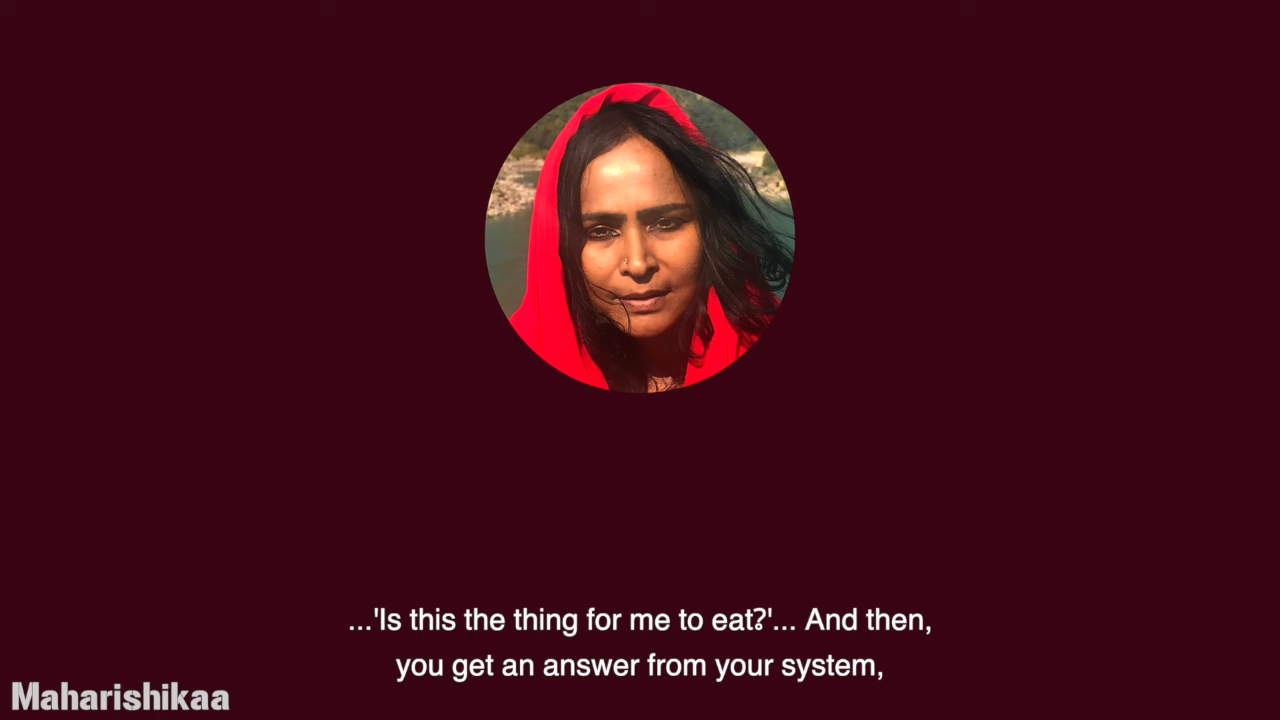 ...'Is this the thing for me to eat?'... And then,
you get an answer from your system,
Maharishikaa